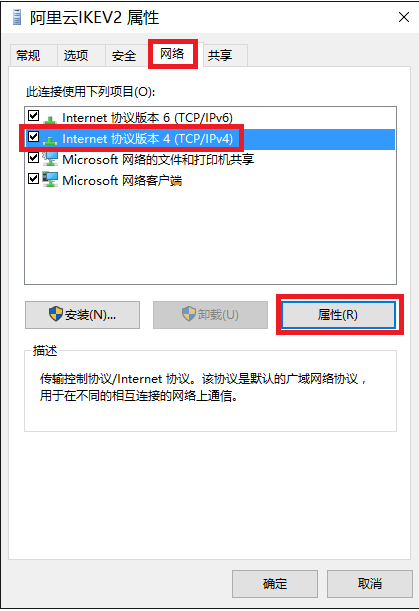 阿里云IKEV2 属性
常规 选项 安全 网络 共享
此连接使用下列项目(O):
Internet 协议版本 6 (TCP/IPv6)
Internet 协议版本 4 (TCP/IPv4)
Microsoft 网络的文件和打印机共享
Microsoft 网络客户端
安装(N)... 卸载(U) 属性(R)
描述
传输控制协议/Internet 协议。该协议是默认的广域网络协议，
用于在不同的相互连接的网络上通信。
确定 取消